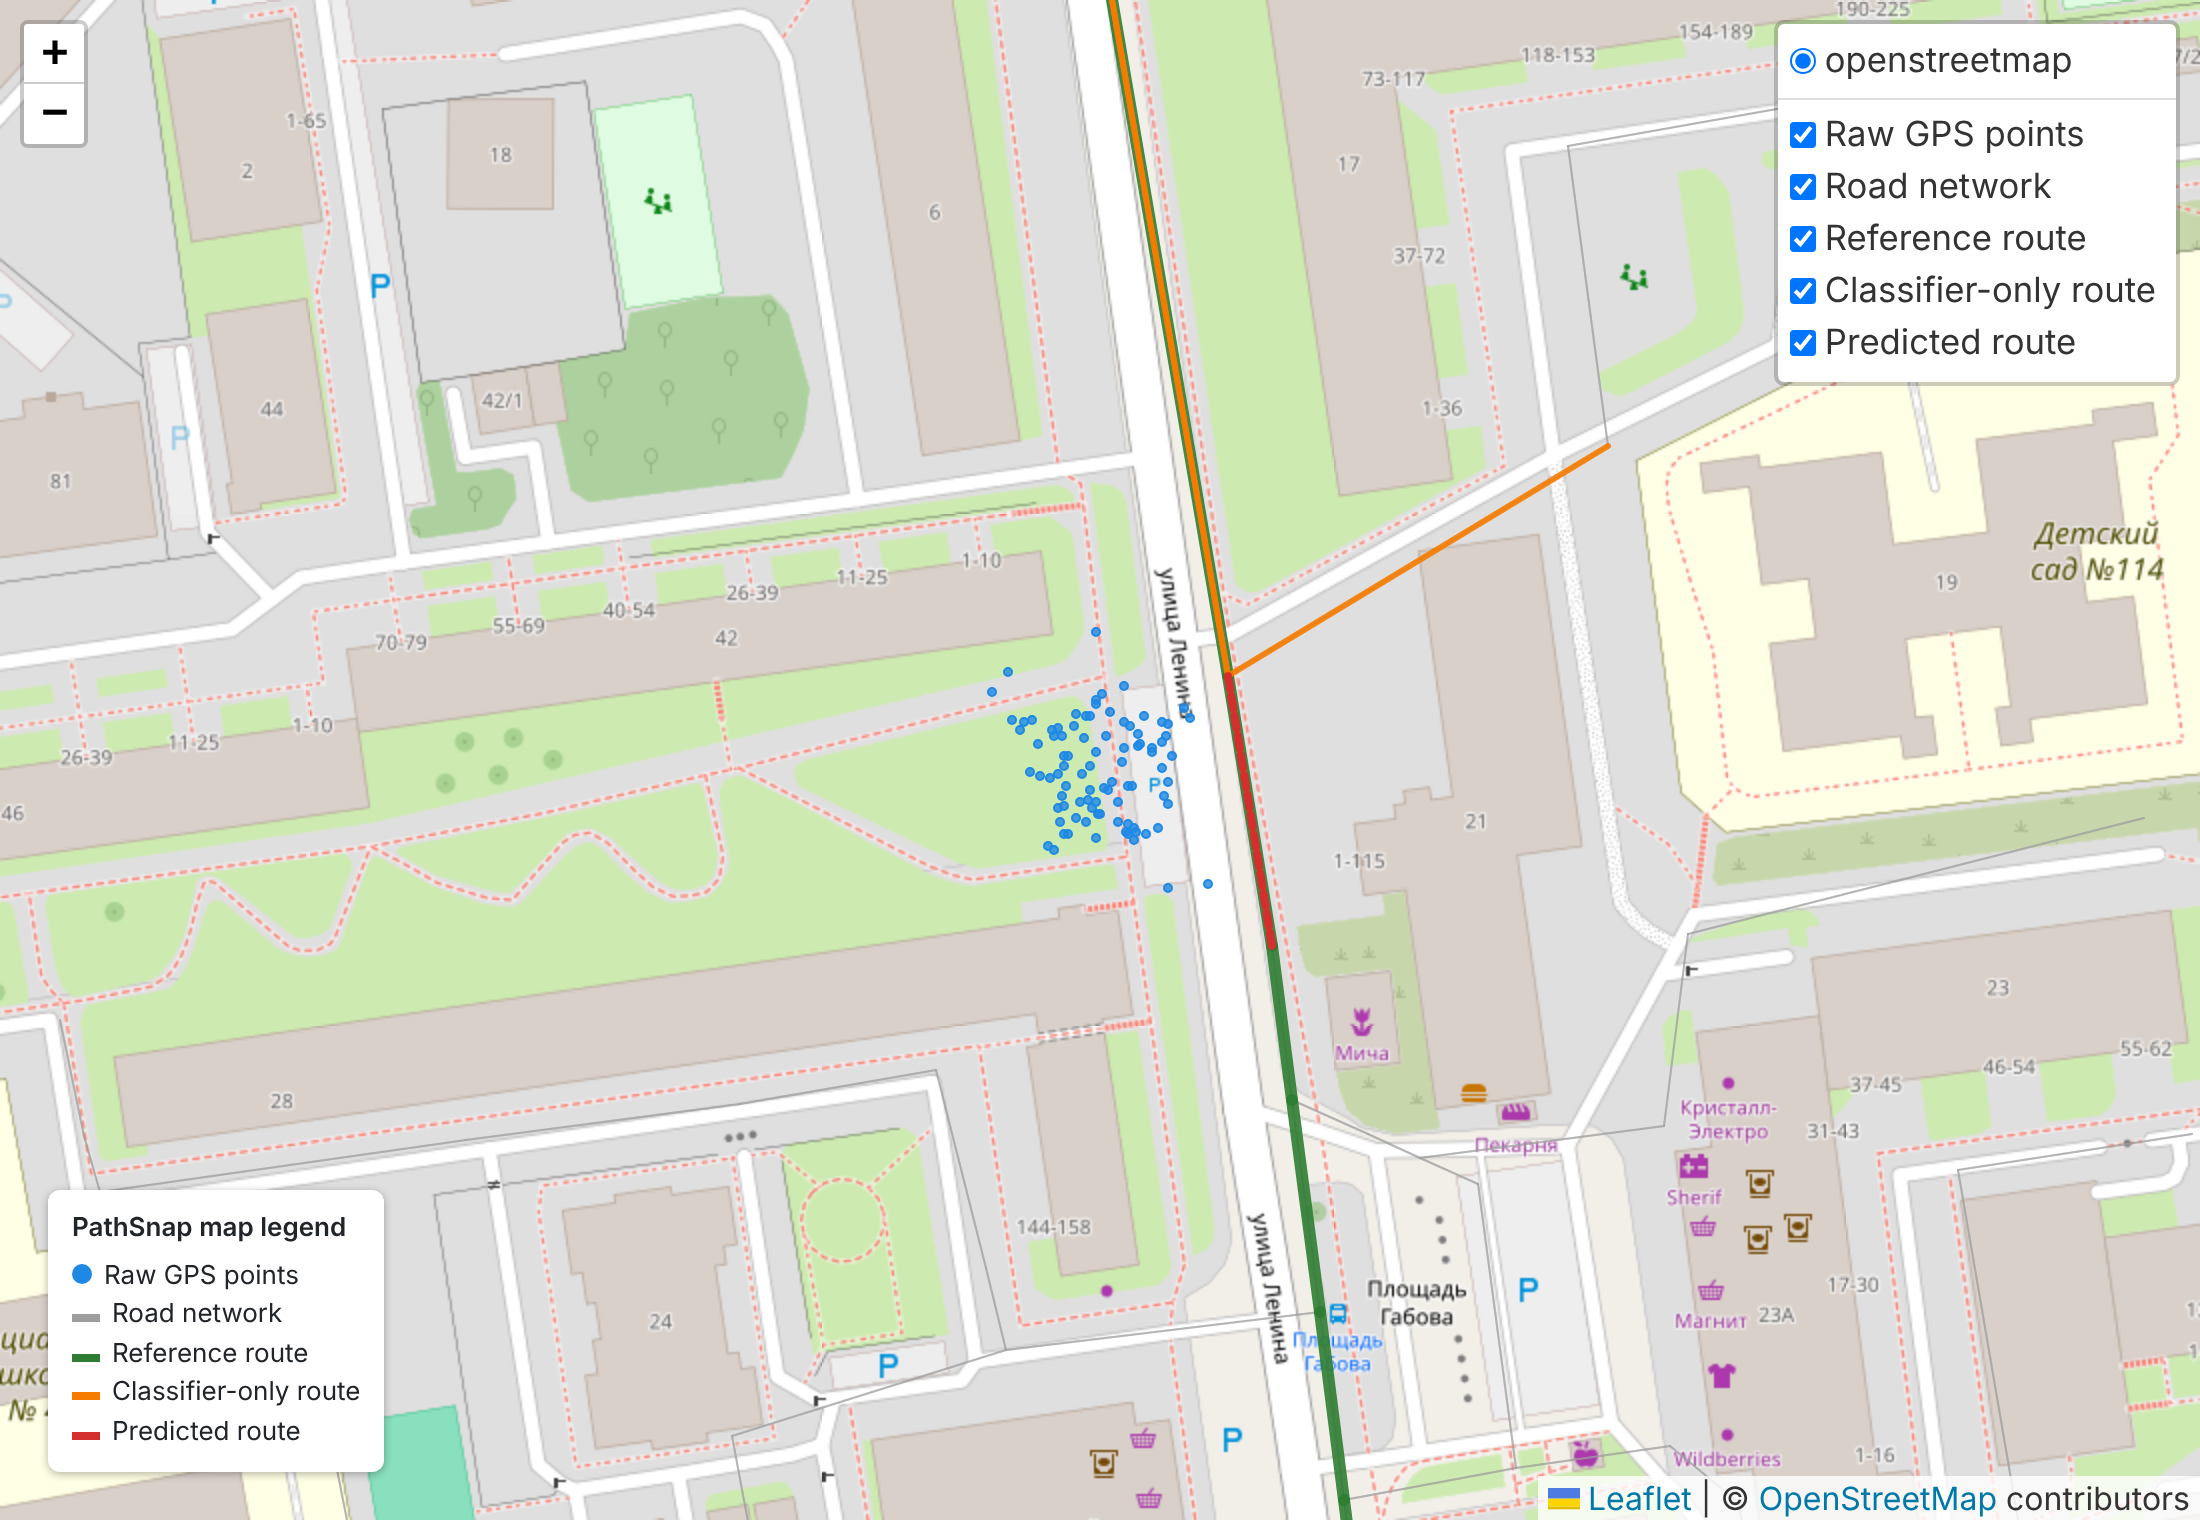 +
−
openstreetmap
Raw GPS points
Road network
Reference route
Classifier-only route
Predicted route
190-225
154-189
118-153
73-117
1-65
2
18
6
17
37-72
P
42/1
44
1-36
81
P
Детский
сад №114
19
1-10
11-25
26-39
40-54
55-69
70-79
42
улица Ленина
1-10
11-25
26-39
46
P
21
1-115
23
Мича
55-62
46-54
37-45
28
Кристалл-
Электро
31-43
Пекарня
Sherif
144-158
Площадь
Габова
P
17-30
улица Ленина
Магнит
23A
24
Площадь
Габова
P
P
Wildberries
1-16
№
PathSnap map legend
Raw GPS points
Road network
Reference route
Classifier-only route
Predicted route
Leaflet | © OpenStreetMap contributors